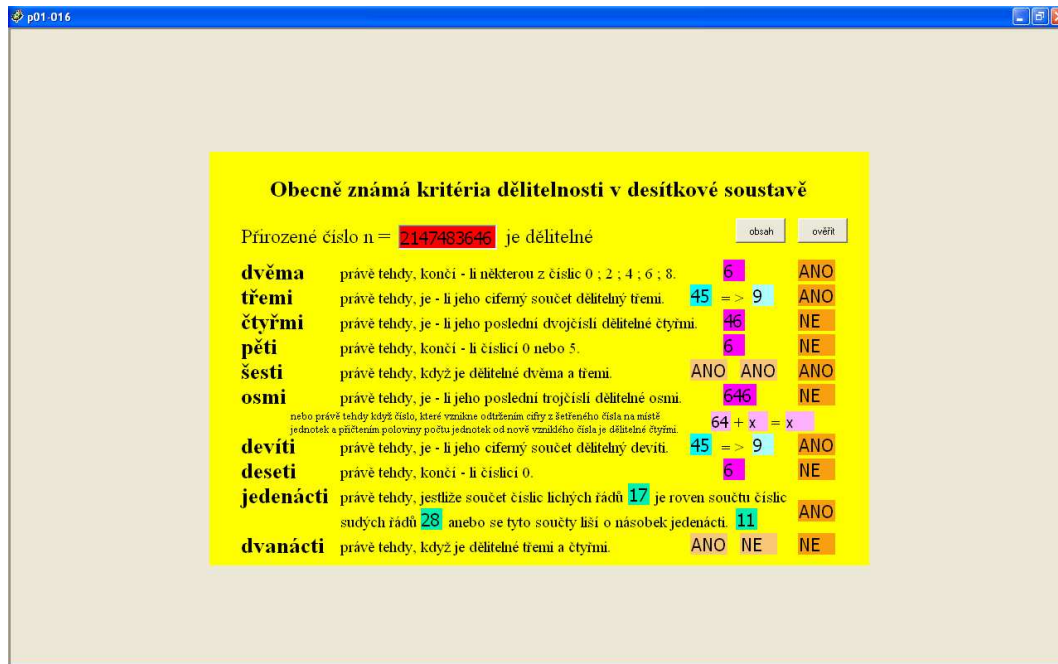 p01-016
Obecně známá kritéria dělitelnosti v desítkové soustavě
Přirozené číslo n = 2147483646 je dělitelné obsah ověřit
dvěma právě tehdy, končí - li některou z číslic 0 ; 2 ; 4 ; 6 ; 8. 6 ANO
třemi právě tehdy, je - li jeho ciferný součet dělitelný třemi. 45 = > 9 ANO
čtyřmi právě tehdy, je - li jeho poslední dvojčíslí dělitelné čtyřmi. 46 NE
pěti právě tehdy, končí - li číslicí 0 nebo 5. 6 NE
šesti právě tehdy, když je dělitelné dvěma a třemi. ANO ANO ANO
osmi právě tehdy, je - li jeho poslední trojčíslí dělitelné osmi. 646 NE
nebo právě tehdy když číslo, které vznikne odtržením cifry z šetřeného čísla na místě
jednotek a přičtením poloviny počtu jednotek od nově vzniklého čísla je dělitelné čtyřmi. 64 + x = x
devíti právě tehdy, je - li jeho ciferný součet dělitelný devíti. 45 = > 9 ANO
deseti právě tehdy, končí - li číslicí 0. 6 NE
jedenácti právě tehdy, jestliže součet číslic lichých řádů 17 je roven součtu číslic
sudých řádů 28 anebo se tyto součty liší o násobek jedenácti. 11 ANO
dvanácti právě tehdy, když je dělitelné třemi a čtyřmi. ANO NE NE